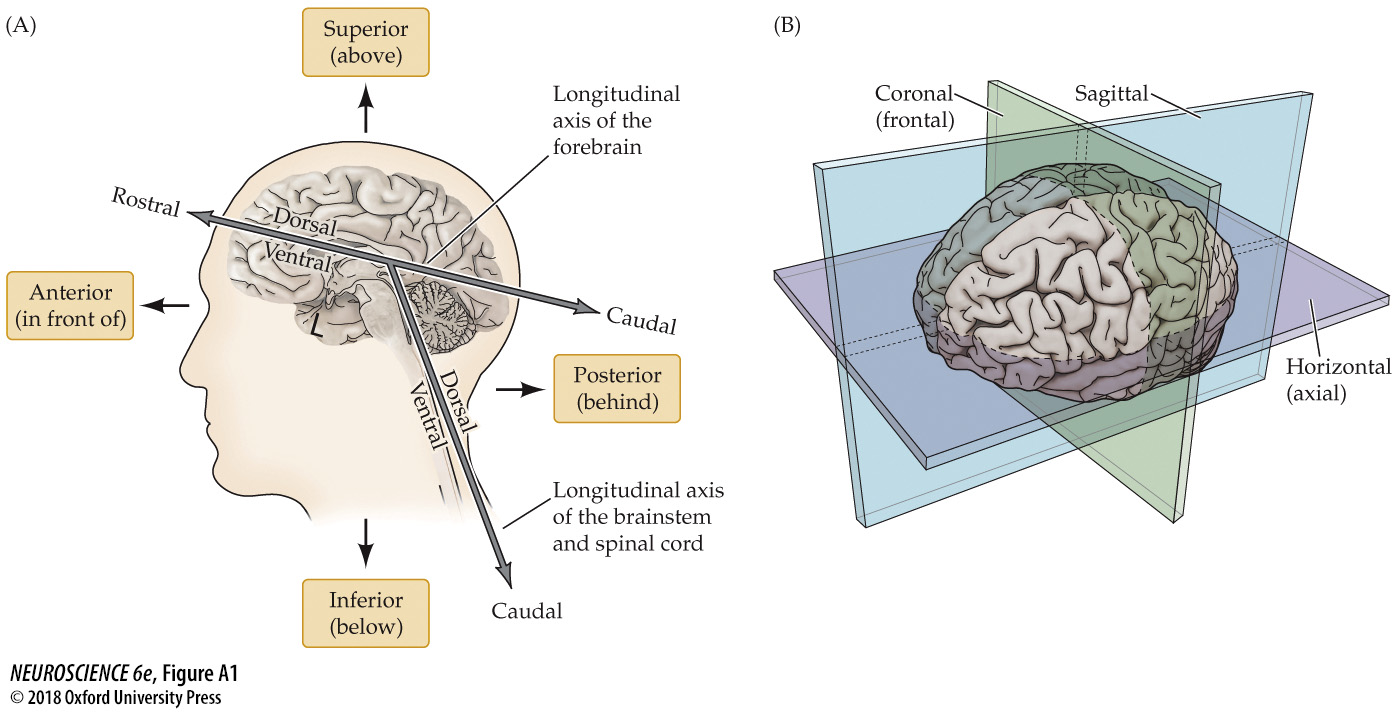 (A)
Superior
(above)
Longitudinal
axis of the
forebrain
Rostral
Dorsal
Ventral
Anterior
(in front of)
Caudal
Posterior
(behind)
Dorsal
Ventral
Longitudinal axis
of the brainstem
and spinal cord
Inferior
(below)
Caudal
(B)
Coronal
(frontal)
Sagittal
Horizontal
(axial)
NEUROSCIENCE 6e, Figure A1
© 2018 Oxford University Press